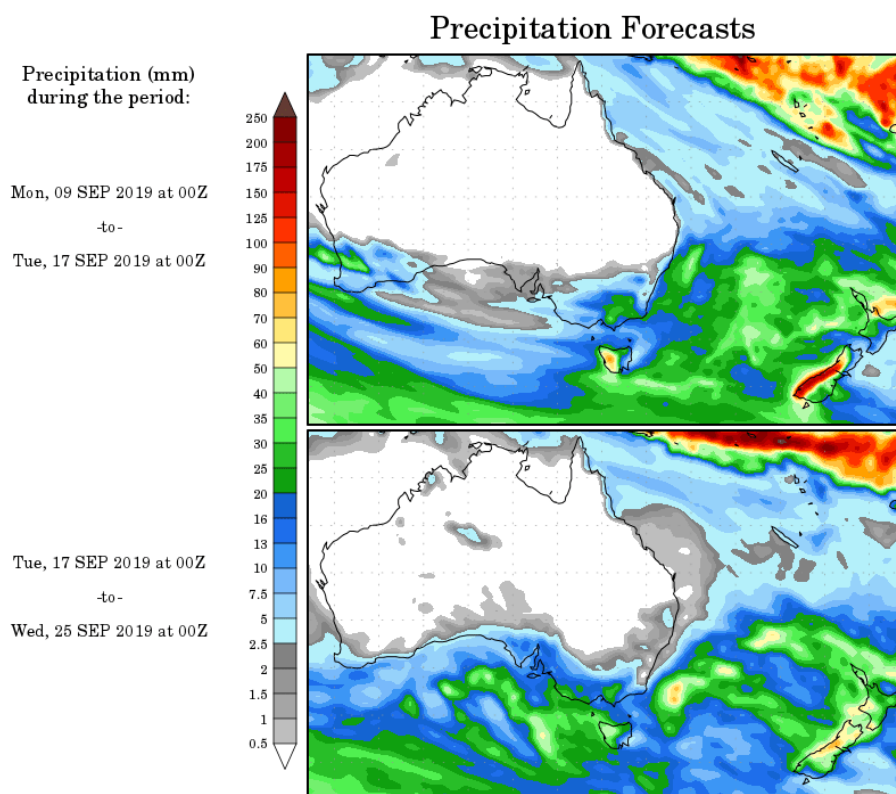 Precipitation Forecasts
Precipitation (mm)
during the period:
Mon, 09 SEP 2019 at 00Z
-to-
Tue, 17 SEP 2019 at 00Z
Tue, 17 SEP 2019 at 00Z
-to-
Wed, 25 SEP 2019 at 00Z
250
200
175
150
125
100
90
80
70
60
50
40
35
30
25
20
16
13
10
7.5
5
2.5
2
1.5
1
0.5